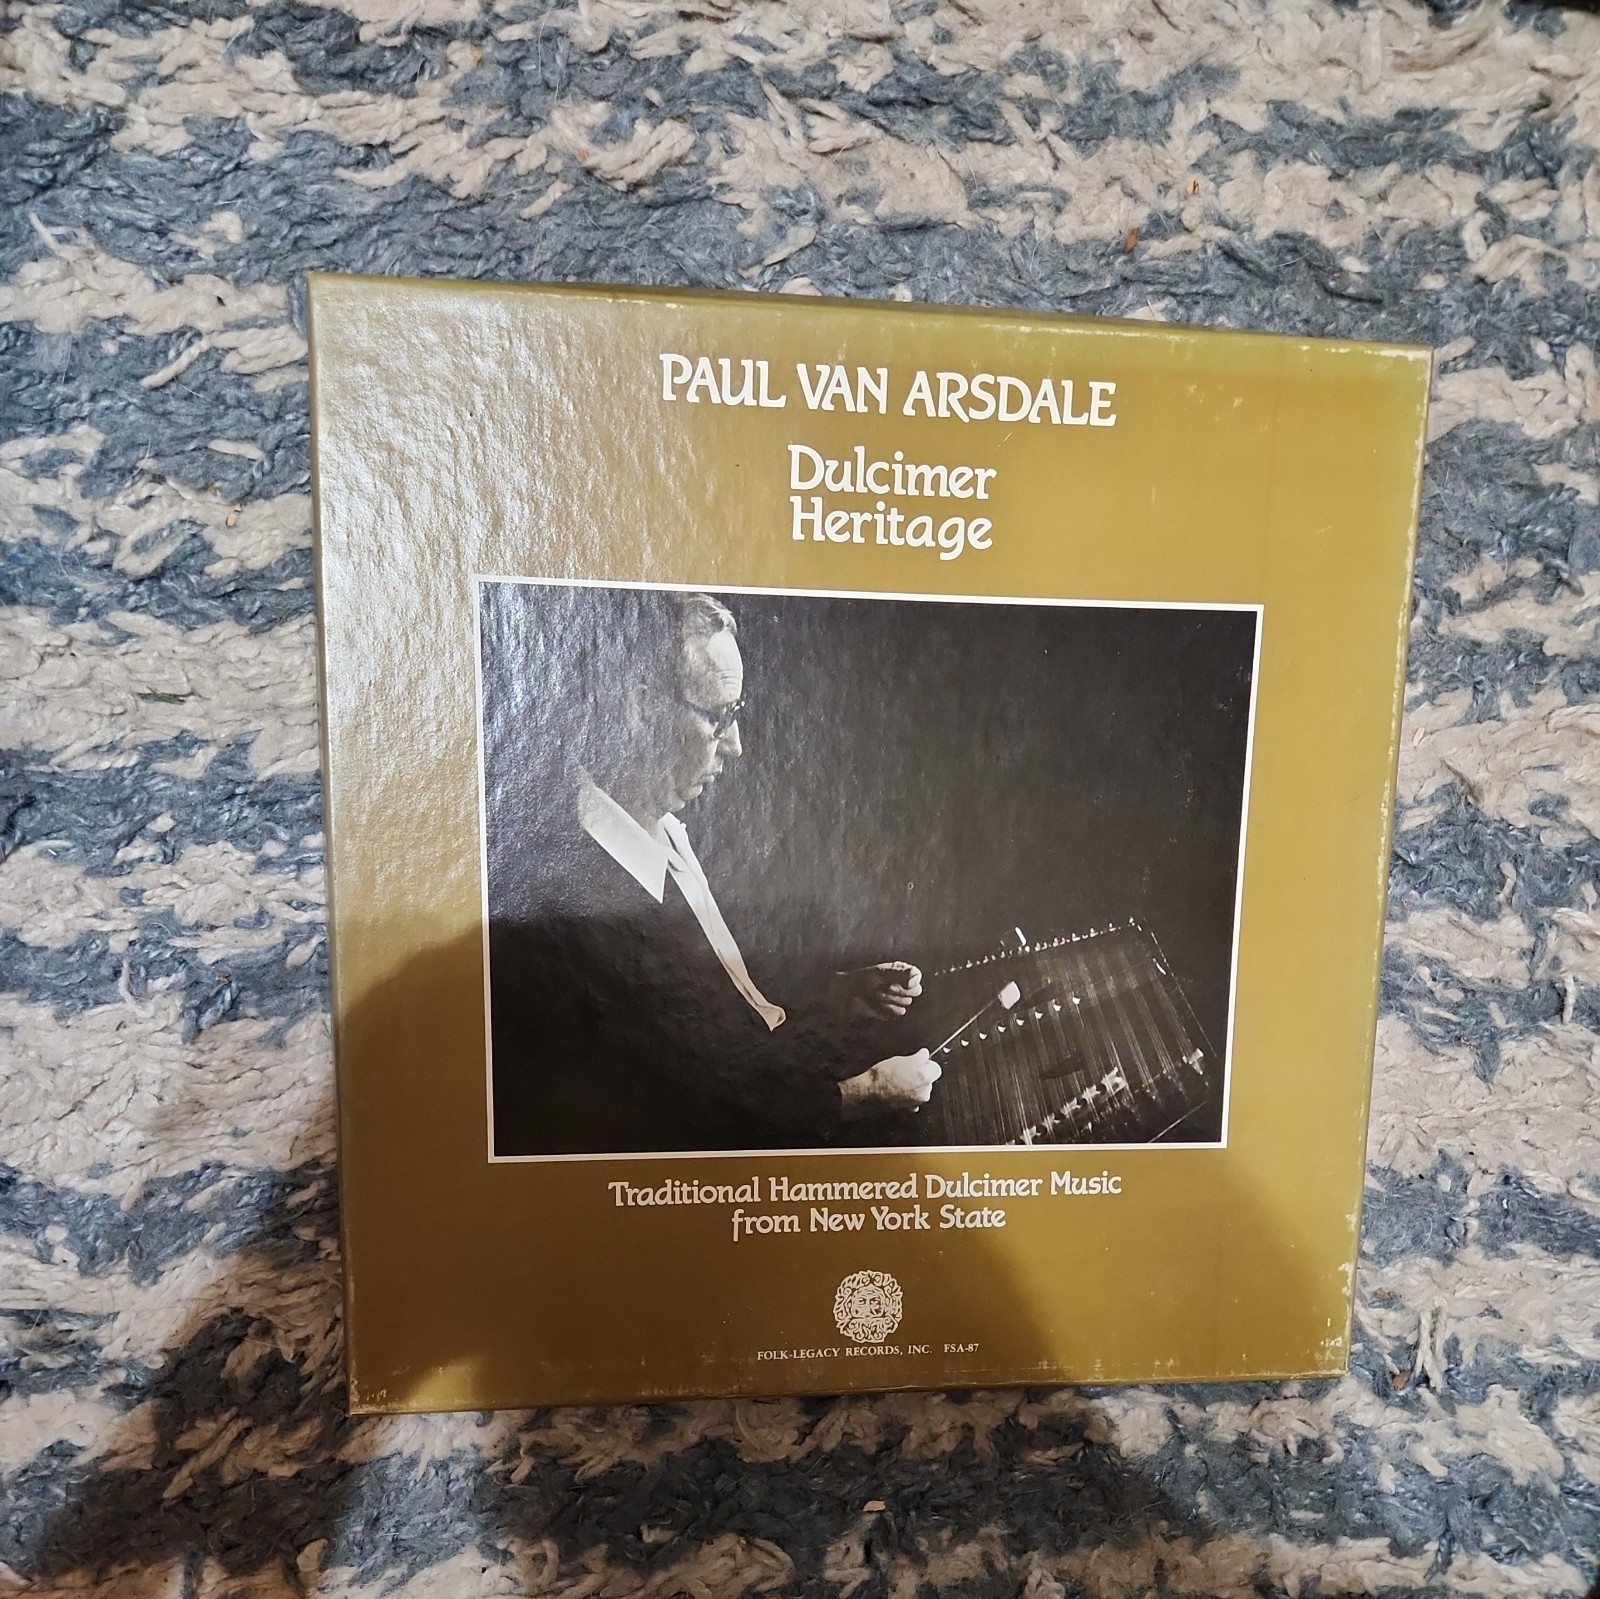 PAUL VAN ARSDALE
Dulcimer
Heritage
Traditional Hammered Dulcimer Music
from New York State
FOLK-LEGACY RECORDS, INC. FSA-87